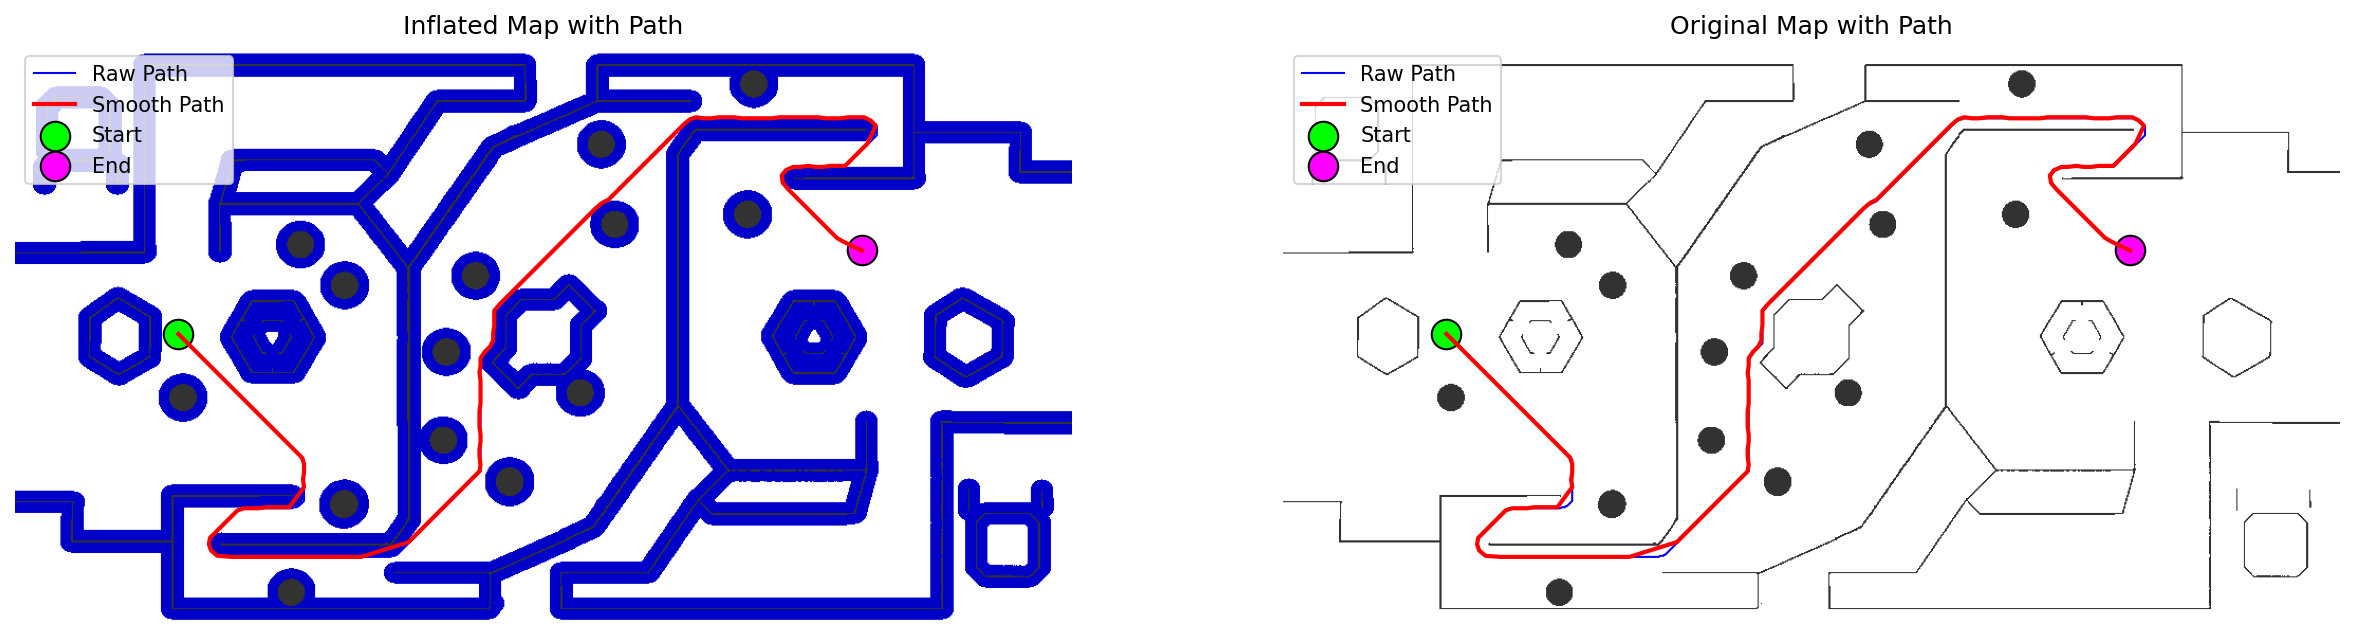 Inflated Map with Path
Raw Path
Smooth Path
Start
End
Original Map with Path
Raw Path
Smooth Path
Start
End